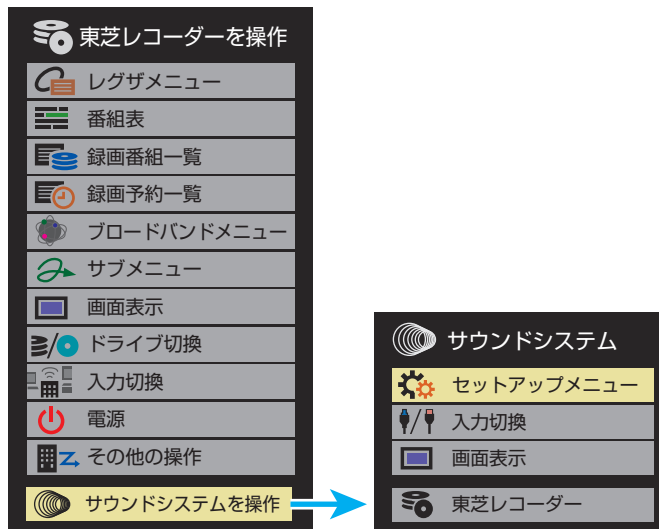 東芝レコーダーを操作
レグザメニュー
番組表
録画番組一覧
録画予約一覧
ブロードバンドメニュー
サブメニュー
画面表示
ドライブ切換
入力切換
電源
その他の操作
サウンドシステムを操作
サウンドシステム
セットアップメニュー
入力切換
画面表示
東芝レコーダー